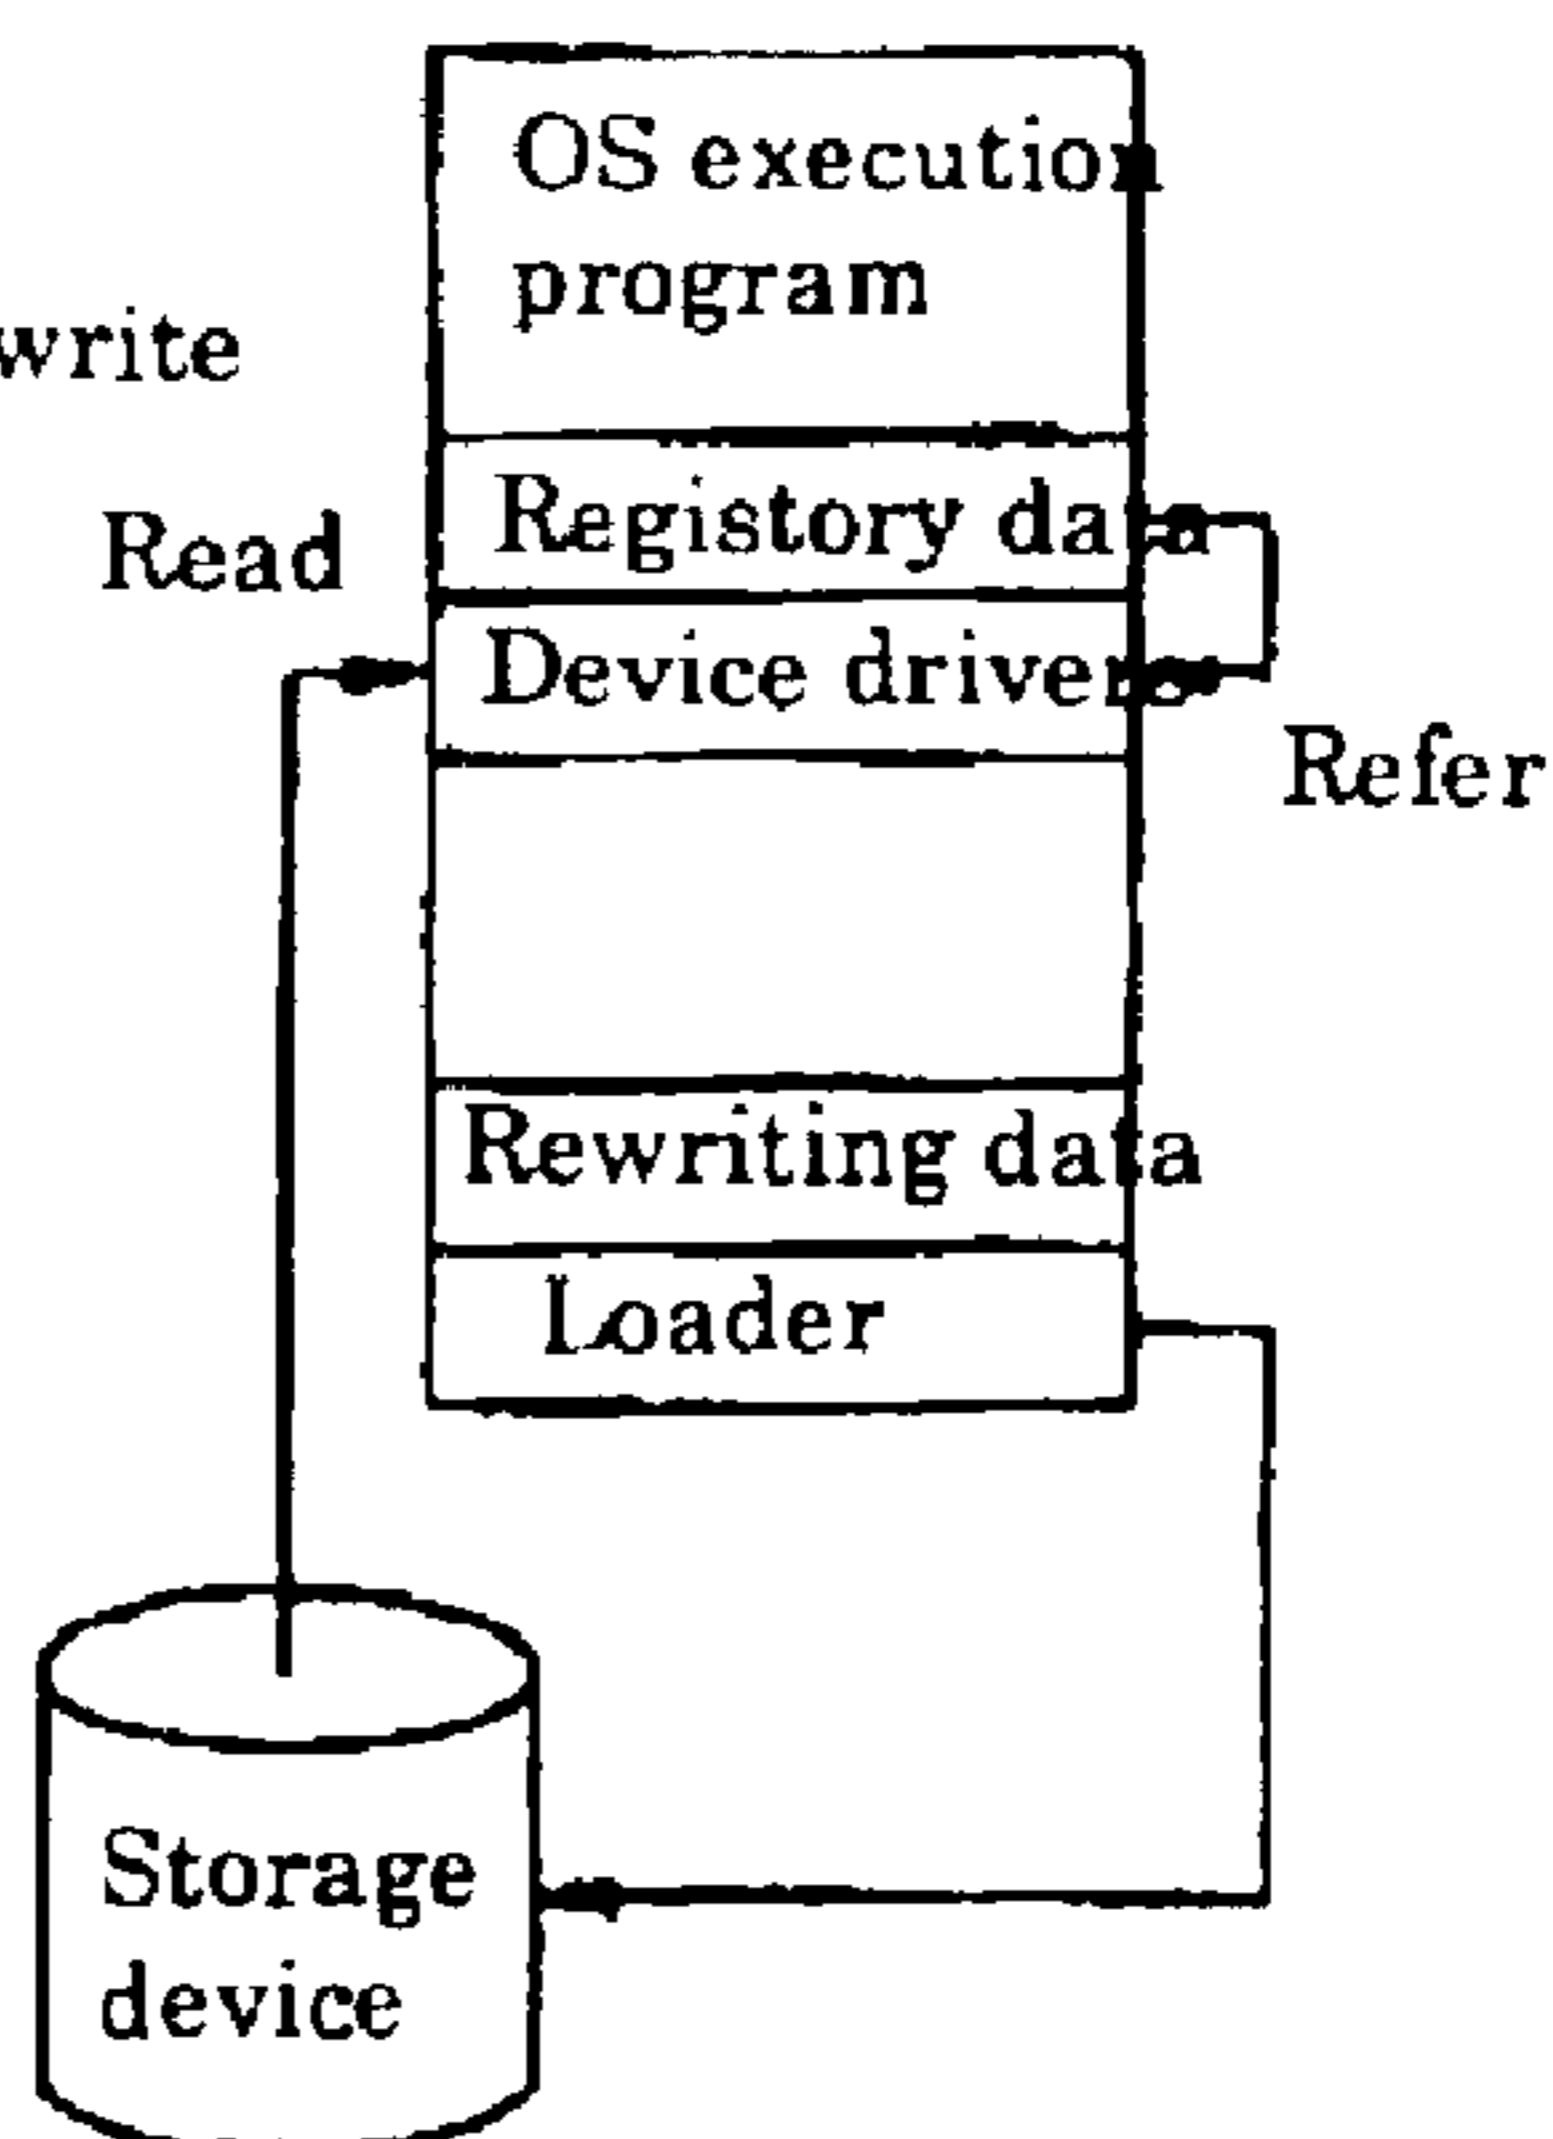 OS execution
program
write
Registory data
Read
Device drivers
Refer
Rewriting data
Loader
Storage
device